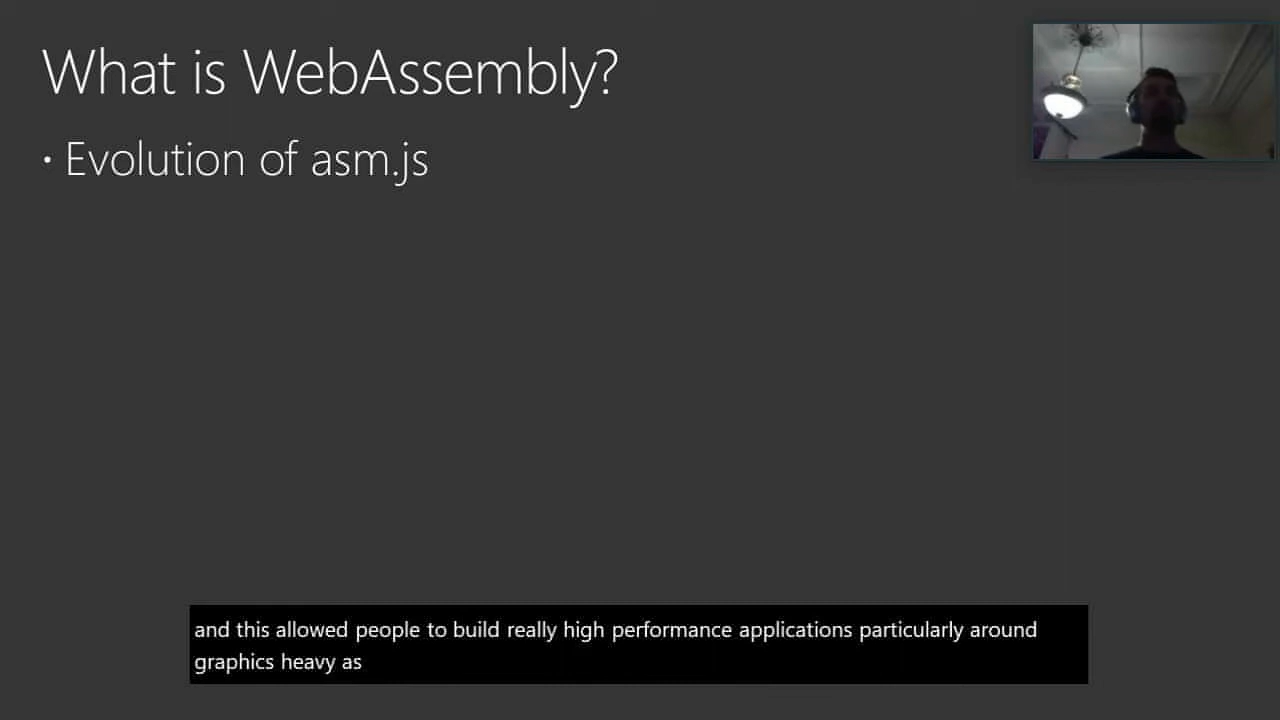 What is WebAssembly?
• Evolution of asm.js
and this allowed people to build really high performance applications particularly around
graphics heavy as